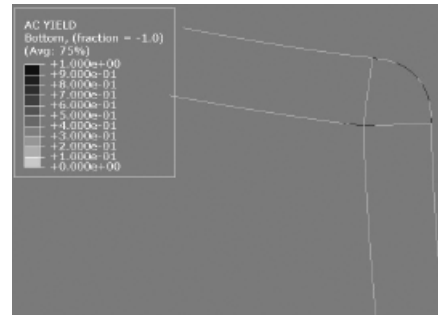 AC YIELD
Bottom, (fraction = -1.0)
(Avg: 75%)
+1.000e+00
+9.000e-01
+8.000e-01
+7.000e-01
+6.000e-01
+5.000e-01
+4.000e-01
+3.000e-01
+2.000e-01
+1.000e-01
+0.000e+00